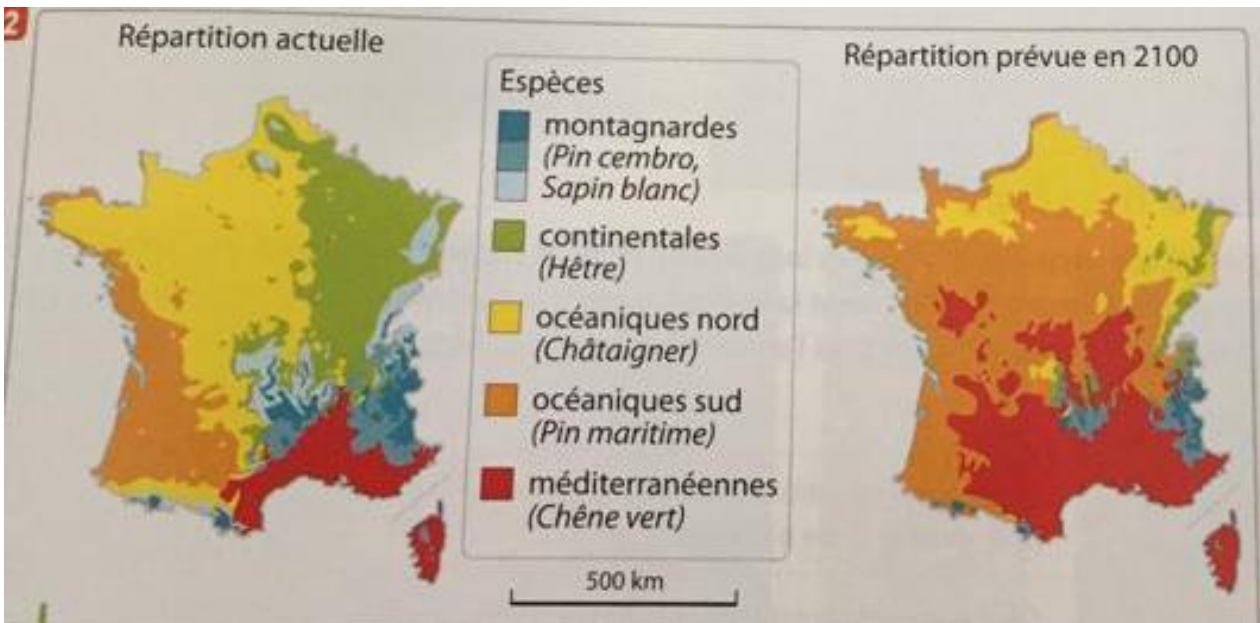 2
Répartition actuelle
Répartition prévue en 2100
Espèces
montagnardes
(Pin cembro,
Sapin blanc)
continentales
(Hêtre)
océaniques nord
(Châtaigner)
océaniques sud
(Pin maritime)
méditerranéennes
(Chêne vert)
500 km